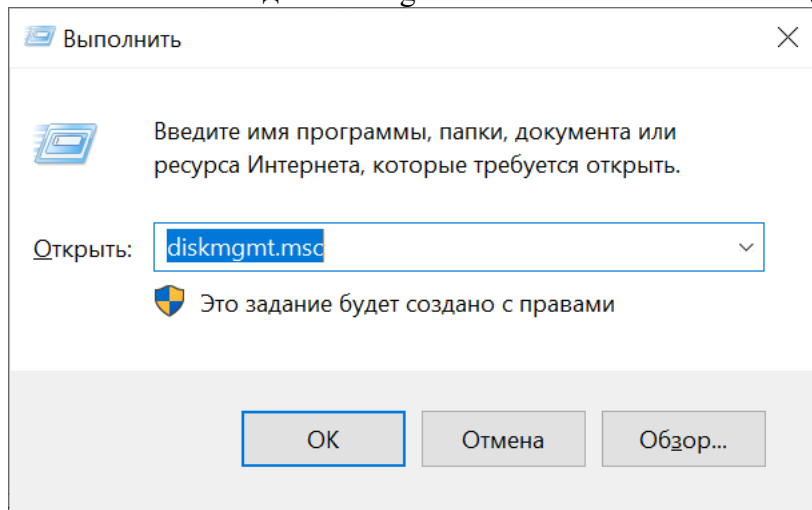 Выполнить
Введите имя программы, папки, документа или
ресурса Интернета, которые требуется открыть.
Открыть:
diskmgmt.msc
Это задание будет создано с правами
OK
Отмена
Обзор...